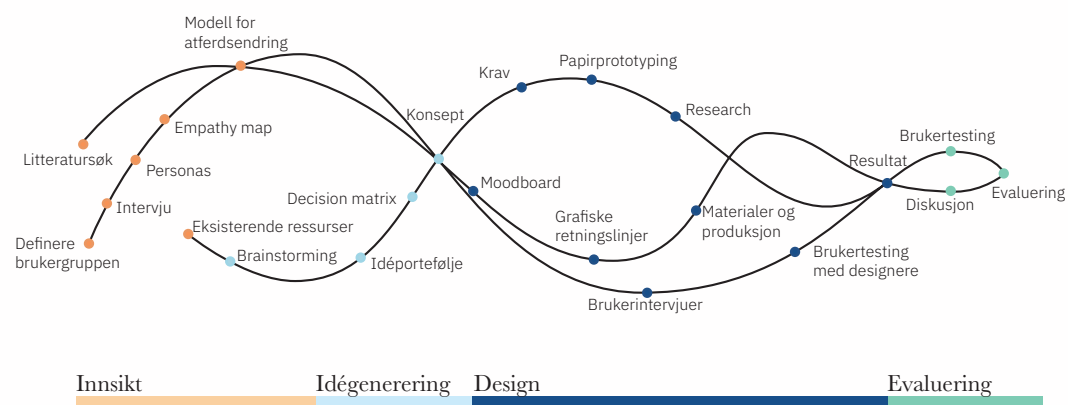 Modell for
atferdsendring
Litteratursøk
Empathy map
Personas
Intervju
Definere
brukergruppen
Eksisterende ressurser
Brainstorming
Idéportefølje
Decision matrix
Konsept
Krav
Papirprototyping
Research
Moodboard
Grafiske
retningslinjer
Brukerintervjuer
Materialer og
produksjon
Brukertesting
med designere
Resultat
Brukertesting
Diskusjon
Evaluering
Innsikt
Idégenerering
Design
Evaluering